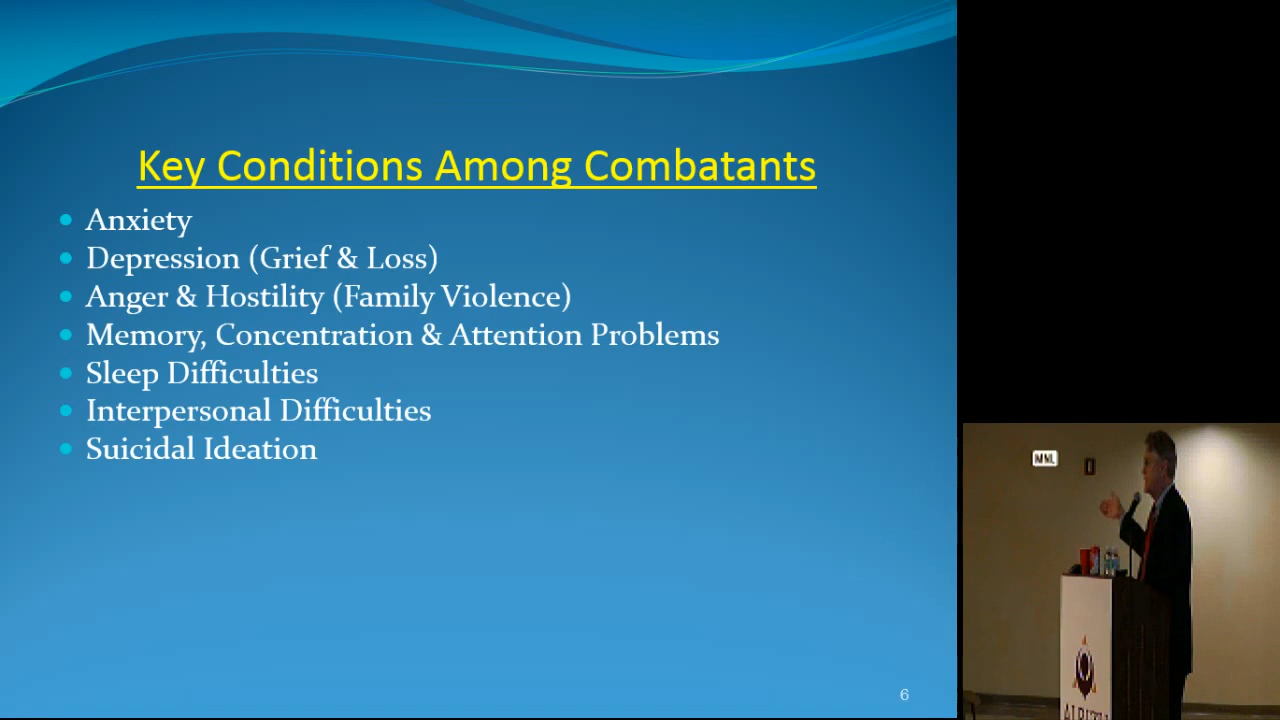 Key Conditions Among Combatants
Anxiety
Depression (Grief & Loss)
Anger & Hostility (Family Violence)
Memory, Concentration & Attention Problems
Sleep Difficulties
Interpersonal Difficulties
Suicidal Ideation
6
MNL